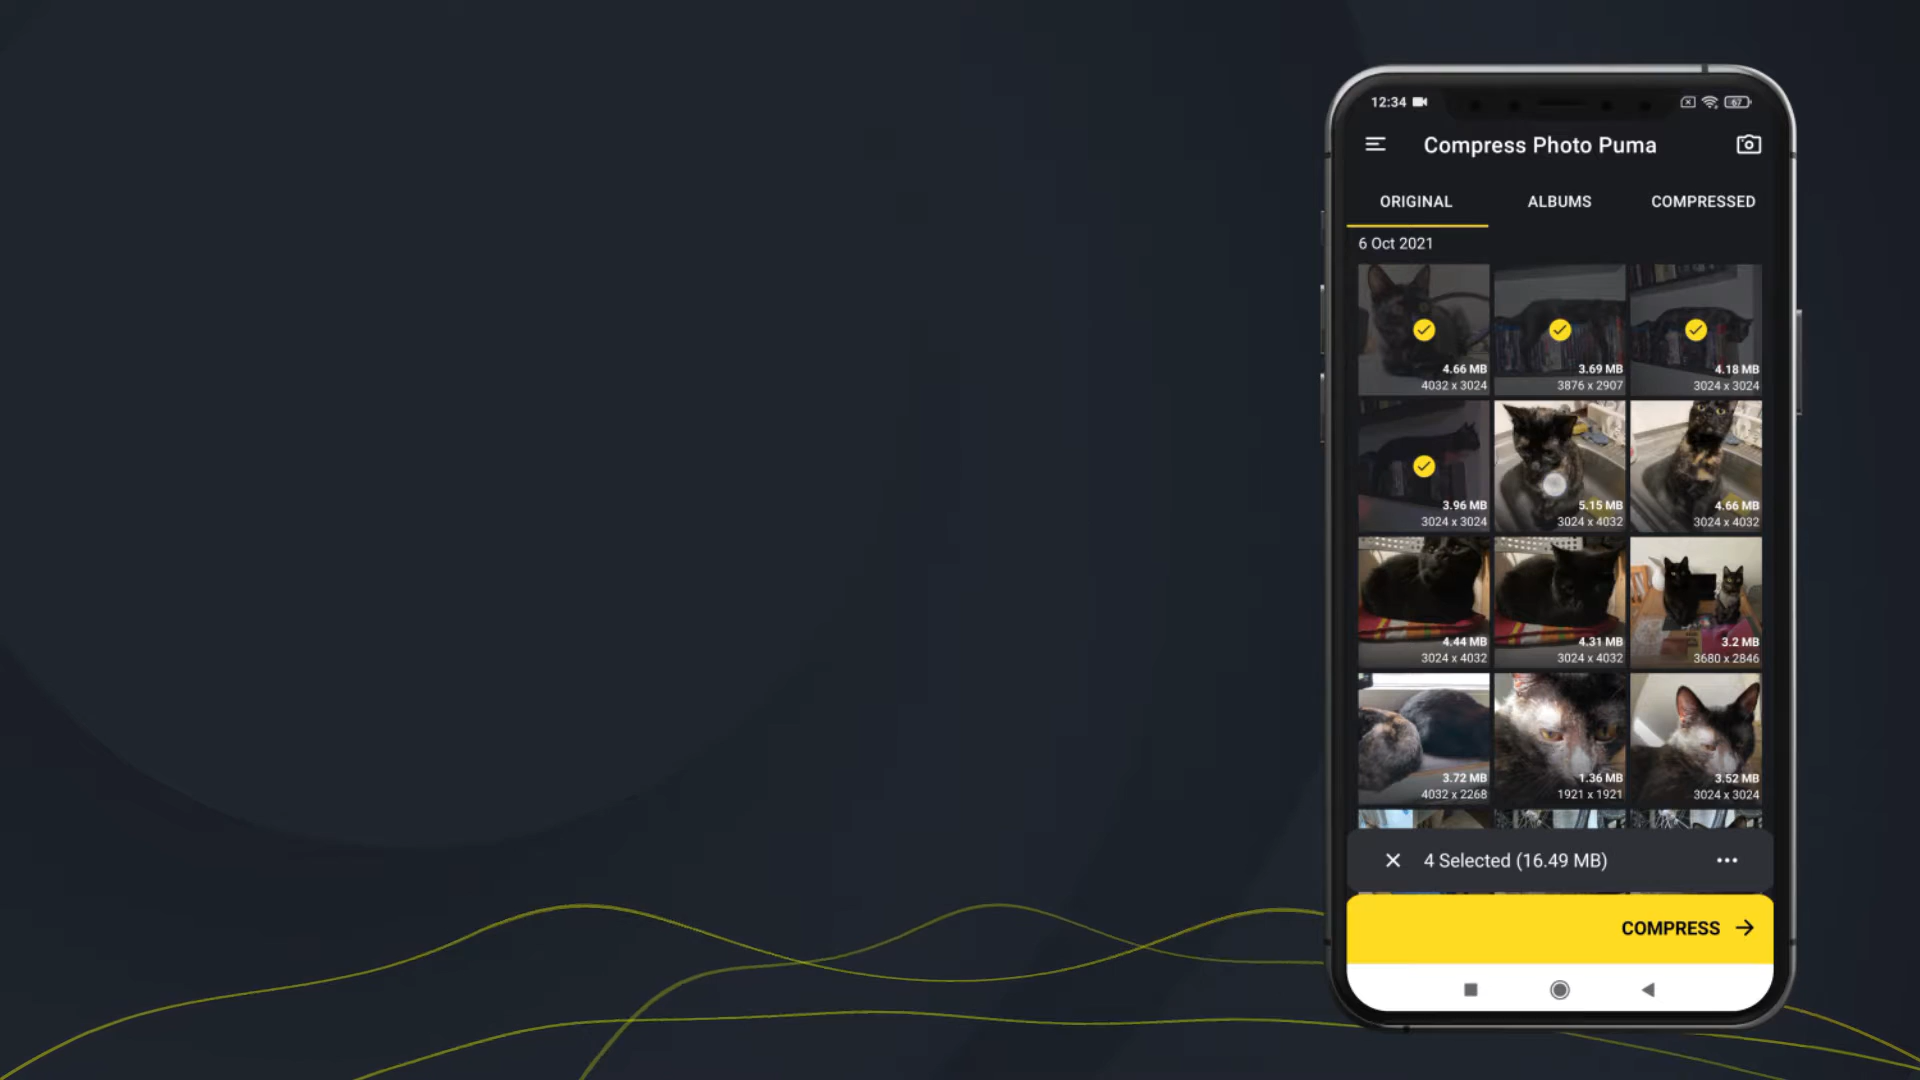 12:34
67
Compress Photo Puma
ORIGINAL ALBUMS COMPRESSED
6 Oct 2021
4.66 MB 3.69 MB 4.18 MB
4032 x 3024 3876 x 2907 3024 x 3024
3.96 MB 5.15 MB 4.66 MB
3024 x 3024 3024 x 4032 3024 x 4032
4.44 MB 4.31 MB 3.2 MB
3024 x 4032 3024 x 4032 3680 x 2846
3.72 MB 1.36 MB 3.52 MB
4032 x 2268 1921 x 1921 3024 x 3024
4 Selected (16.49 MB)
COMPRESS